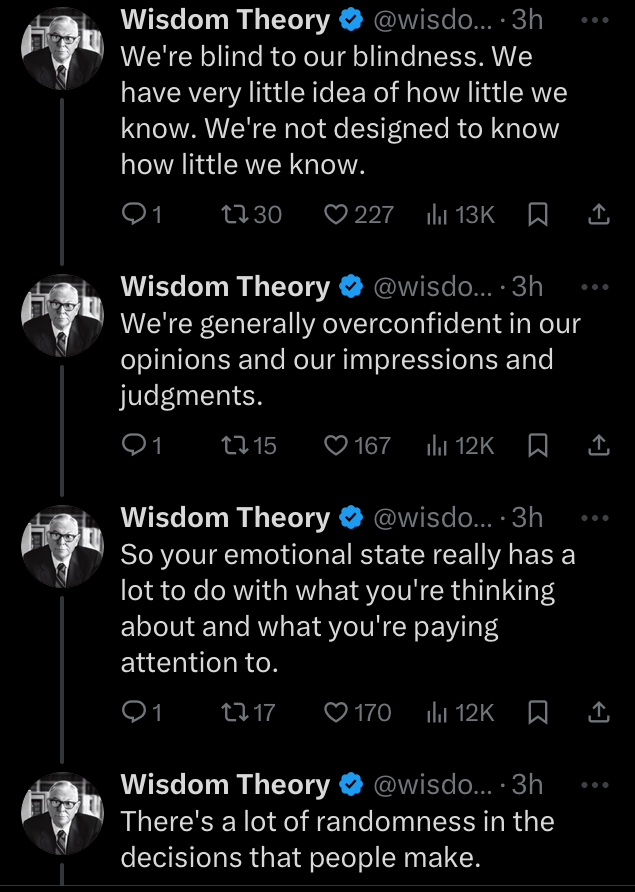 Wisdom Theory @wisdo... · 3h
We're blind to our blindness. We
have very little idea of how little we
know. We're not designed to know
how little we know.
1 30 227 13K
Wisdom Theory @wisdo... · 3h
We're generally overconfident in our
opinions and our impressions and
judgments.
1 15 167 12K
Wisdom Theory @wisdo... · 3h
So your emotional state really has a
lot to do with what you're thinking
about and what you're paying
attention to.
1 17 170 12K
Wisdom Theory @wisdo... · 3h
There's a lot of randomness in the
decisions that people make.